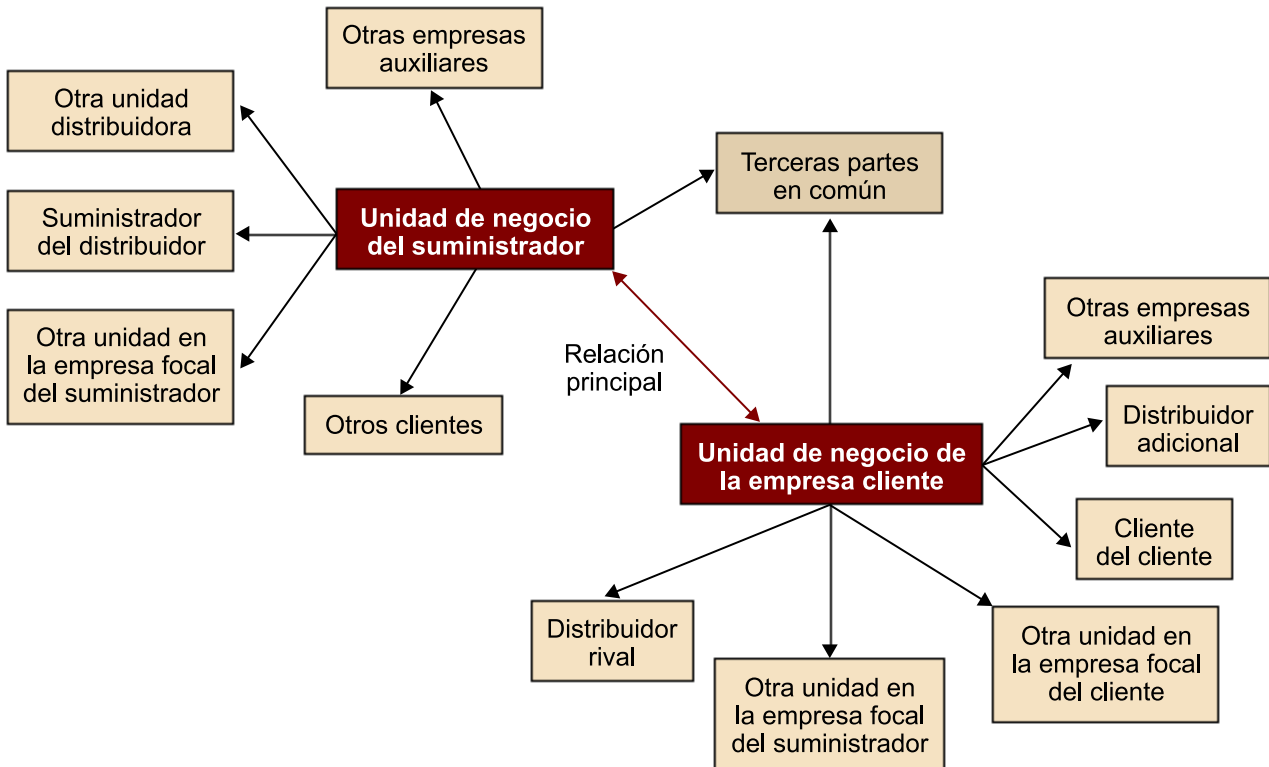 Otras empresas
auxiliares
Otra unidad
distribuidora
Terceras partes
en común
Suministrador
del distribuidor
Unidad de negocio
del suministrador
Otra unidad en
la empresa focal
del suministrador
Otros clientes
Relación
principal
Otras empresas
auxiliares
Distribuidor
adicional
Unidad de negocio de
la empresa cliente
Cliente
del cliente
Distribuidor
rival
Otra unidad en
la empresa focal
del suministrador
Otra unidad en
la empresa focal
del cliente